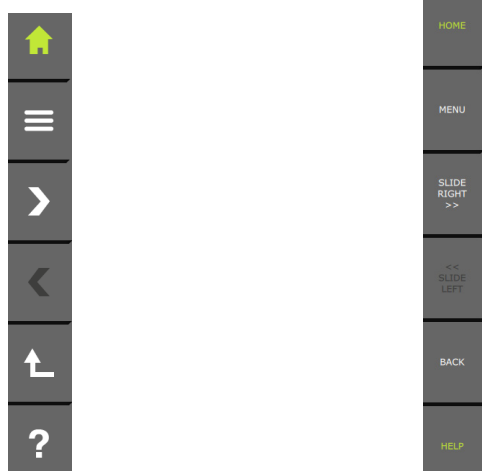 HOME
MENU
SLIDE
RIGHT
>>
<<
SLIDE
LEFT
BACK
?
HELP